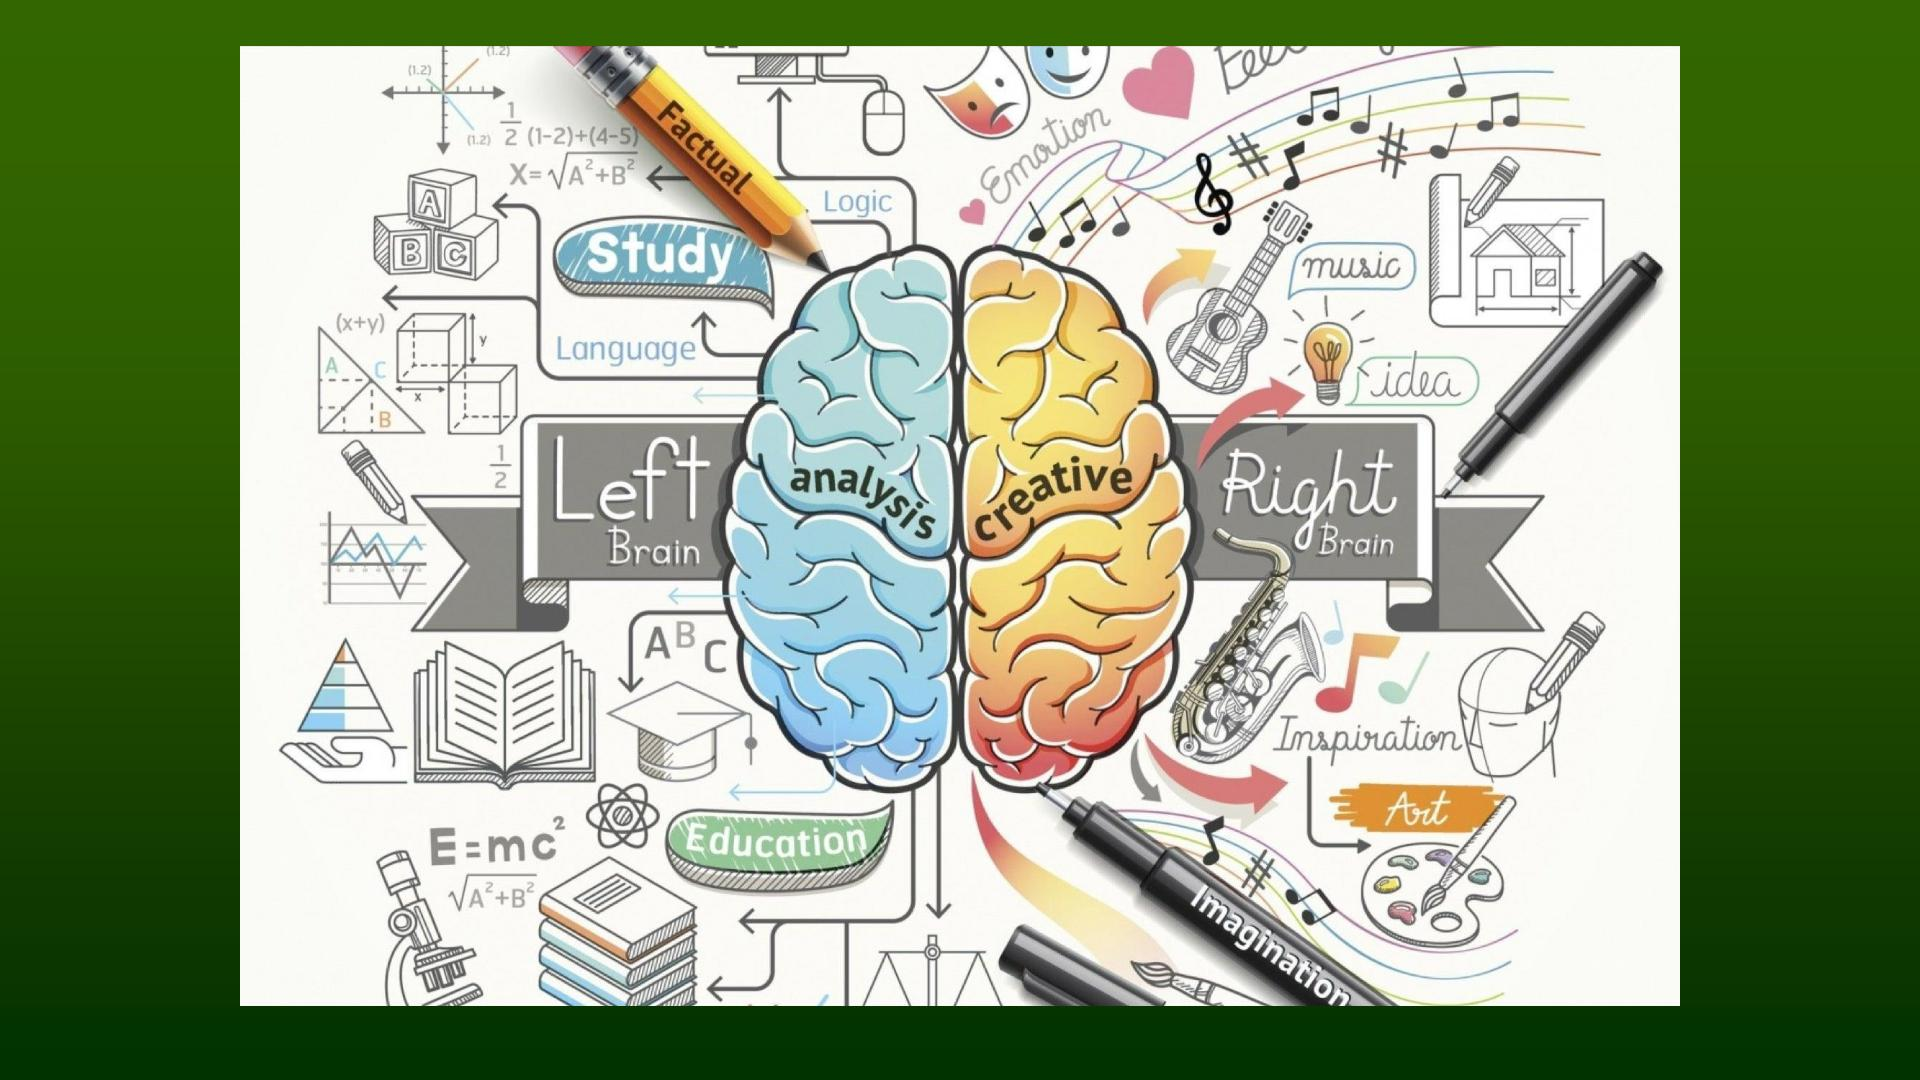 (1.2)
(1.2)
(1.2)
1
2
(1-2)+(4-5)
X=√A²+B²
Factual
Logic
A
B C
Study
Language
(x+y)
y
x
A
C
B
1
2
Left
Brain
analysis
A B C
Education
E=mc²
√A²+B²
Emotion
music
idea
creative
Right
Brain
Inspiration
Art
Imagination